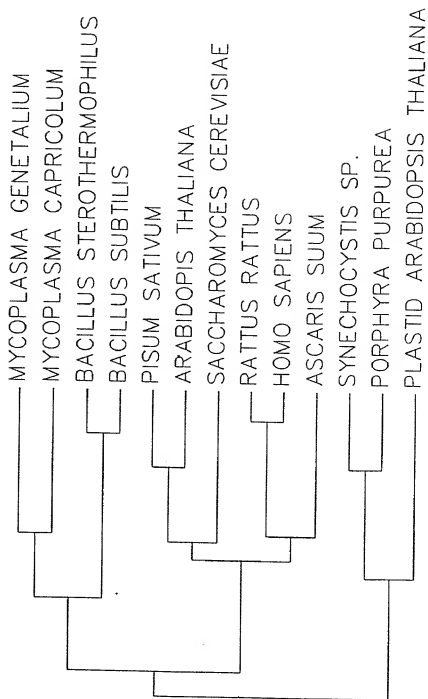 MYCOPLASMA GENETALIUM
MYCOPLASMA CAPRICOLUM
BACILLUS STEROTHERMOPHILUS
BACILLUS SUBTILIS
PISUM SATIVUM
ARABIDOPIS THALIANA
SACCHAROMYCES CEREVISIAE
RATTUS RATTUS
HOMO SAPIENS
ASCARIS SUUM
SYNECHOCYSTIS SP.
PORPHYRA PURPUREA
PLASTID ARABIDOPSIS THALIANA